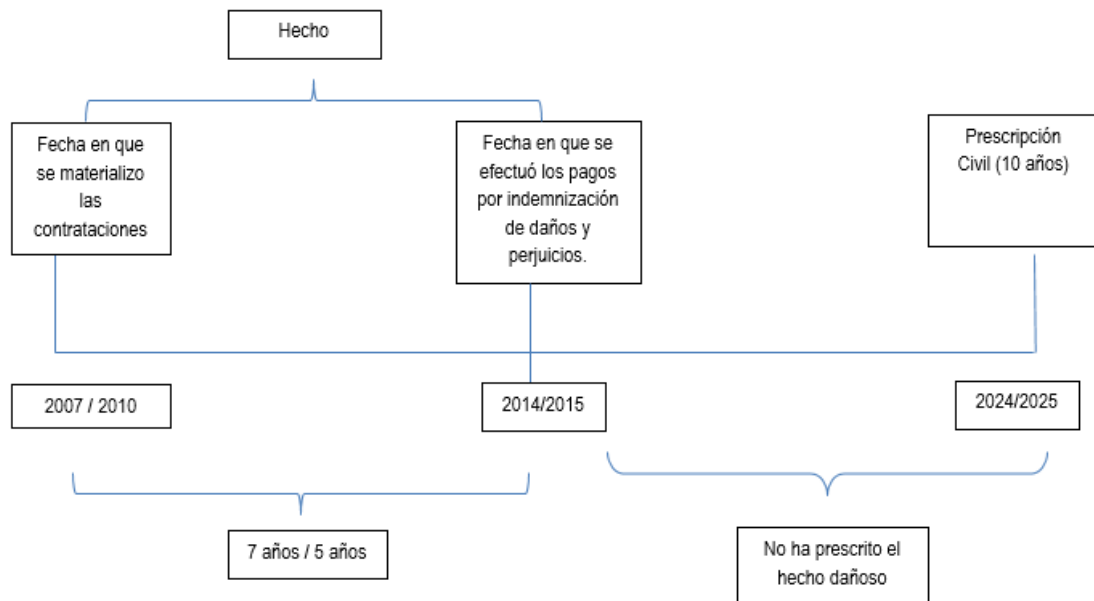 Hecho
Fecha en que
se materializo
las
contrataciones
Fecha en que se
efectuó los pagos
por indemnización
de daños y
perjuicios.
Prescripción
Civil (10 años)
2007 / 2010
2014/2015
2024/2025
7 años / 5 años
No ha prescrito el
hecho dañoso